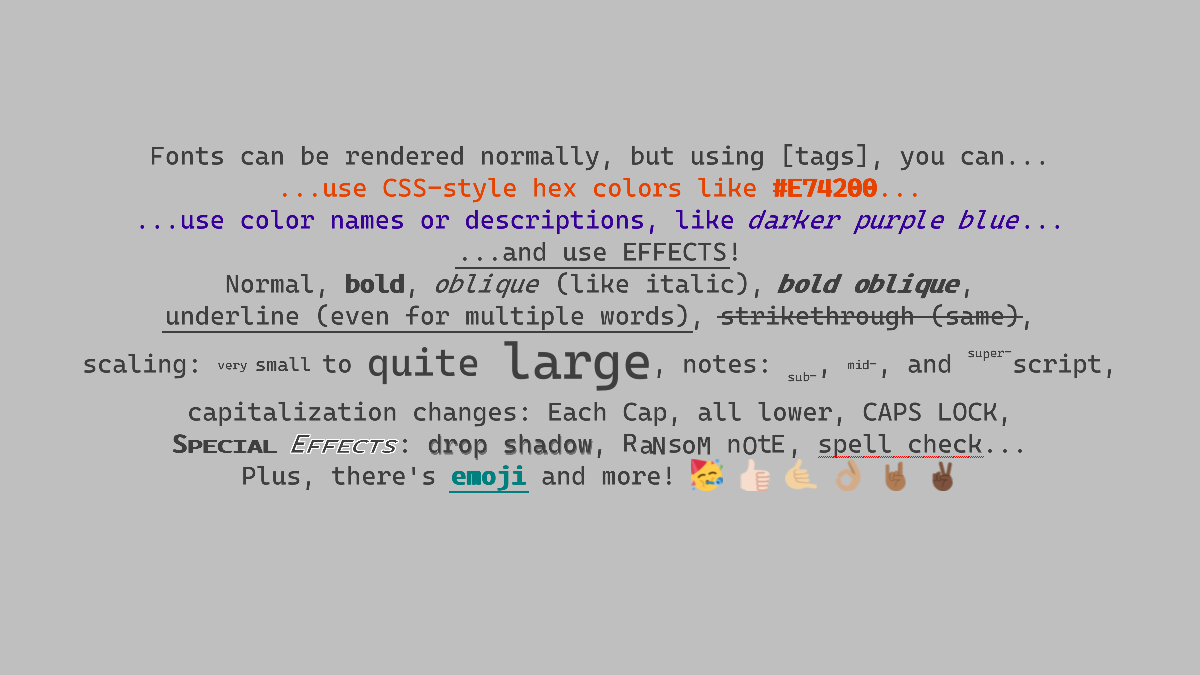 Fonts can be rendered normally, but using [tags], you can...
...use CSS-style hex colors like #E74200...
...use color names or descriptions, like darker purple blue...
...and use EFFECTS!
Normal, bold, oblique (like italic), bold oblique,
underline (even for multiple words), strikethrough (same),
scaling: very small to quite large, notes: sub-, mid-, and super-script,
capitalization changes: Each Cap, all lower, CAPS LOCK,
Special Effects: drop shadow, RaNsoM nOtE, spell check...
Plus, there's emoji and more! 🥳 👍🏻 🤙🏼 👌🏽 🤘🏾 ✌🏿